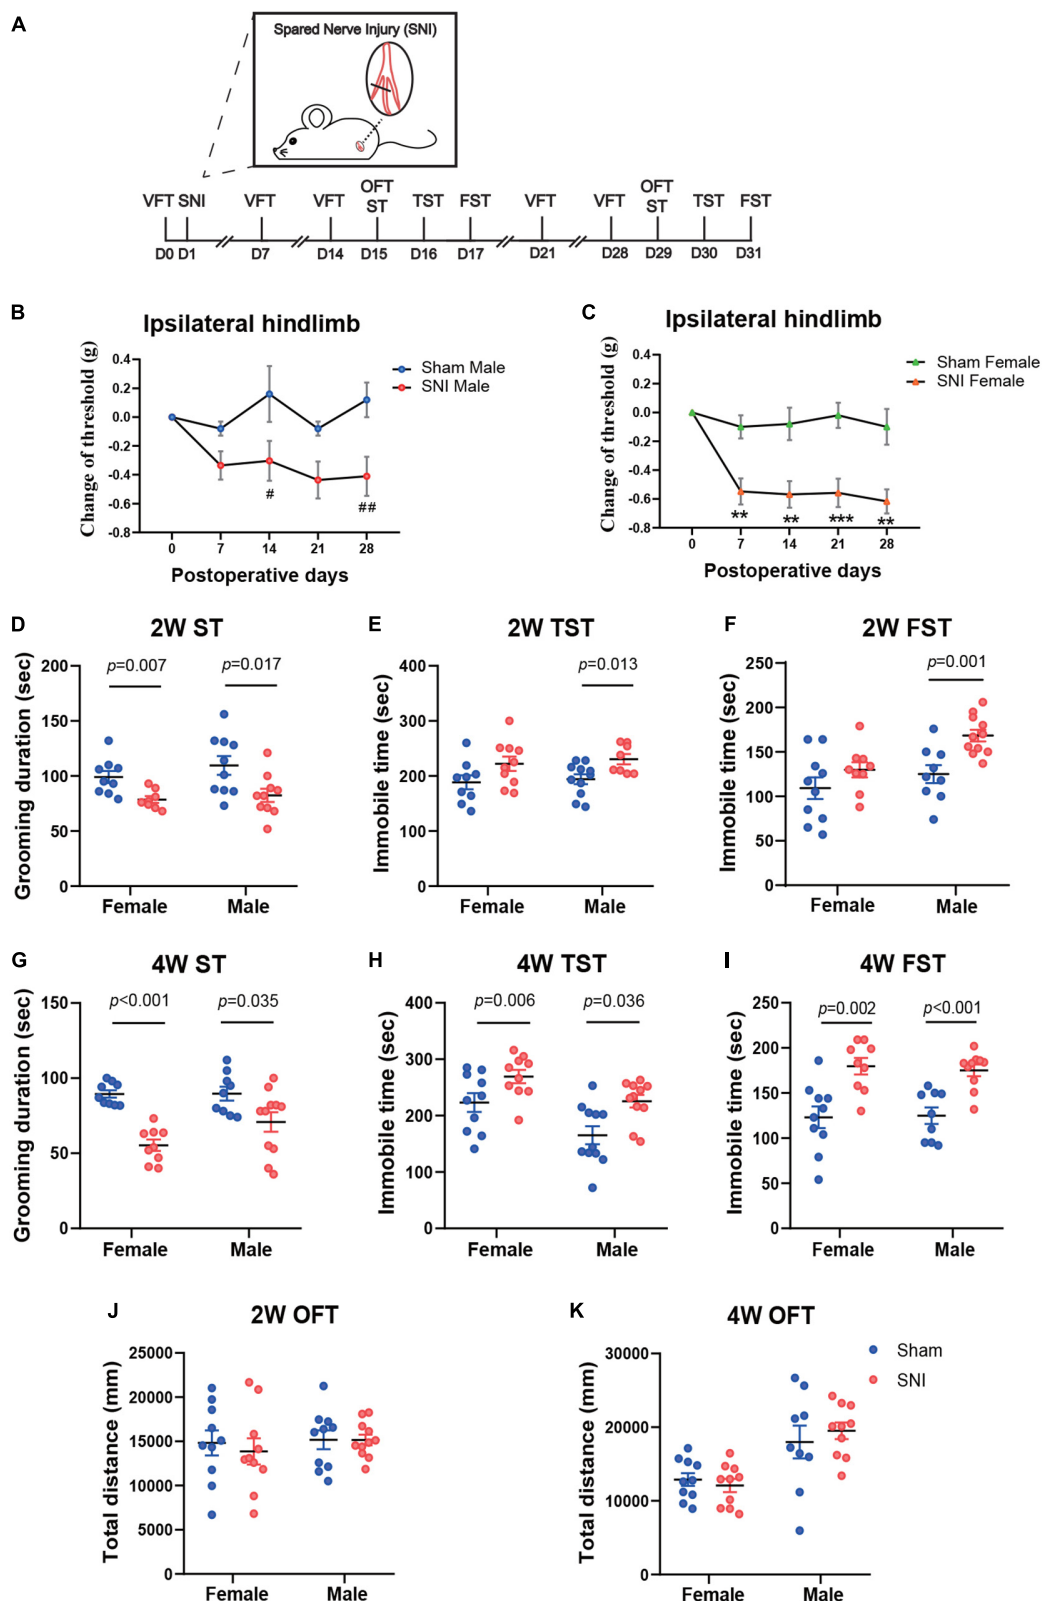 A
Spared Nerve Injury (SNI)
VFT SNI VFT VFT OFT ST TST FST VFT VFT OFT ST TST FST
D0 D1 D7 D14 D15 D16 D17 D21 D28 D29 D30 D31
B
Ipsilateral hindlimb
Change of threshold (g)
0.4
0.2
0.0
-0.2
-0.4
-0.6
-0.8
Sham Male
SNI Male
#
##
0 7 14 21 28
Postoperative days
C
Ipsilateral hindlimb
Change of threshold (g)
0.4
0.2
0.0
-0.2
-0.4
-0.6
-0.8
Sham Female
SNI Female
** ** *** **
0 7 14 21 28
Postoperative days
D
2W ST
Grooming duration (sec)
200
150
100
50
0
p=0.007
p=0.017
Female Male
E
2W TST
Immobile time (sec)
400
300
200
100
0
p=0.013
Female Male
F
2W FST
Immobile time (sec)
250
200
150
100
50
0
p=0.001
Female Male
G
4W ST
Grooming duration (sec)
150
100
50
0
p<0.001
p=0.035
Female Male
H
4W TST
Immobile time (sec)
400
300
200
100
0
p=0.006
p=0.036
Female Male
I
4W FST
Immobile time (sec)
250
200
150
100
50
0
p=0.002
p<0.001
Female Male
J
2W OFT
Total distance (mm)
25000
20000
15000
10000
5000
0
Female Male
K
4W OFT
Total distance (mm)
30000
20000
10000
0
Sham
SNI
Female Male